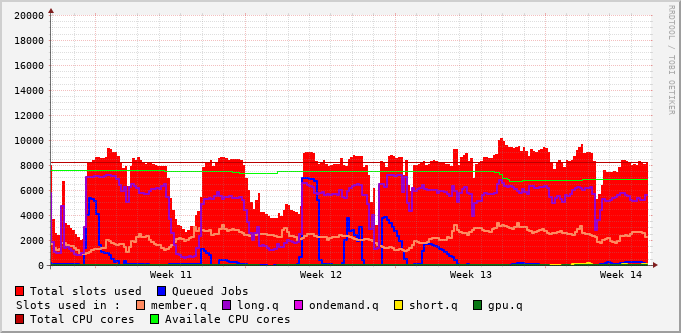 20000
18000
16000
14000
12000
10000
8000
6000
4000
2000
0
Week 11 Week 12 Week 13 Week 14
RRDTOOL / TOBI OETIKER
Total slots used Queued Jobs
Slots used in : member.q long.q ondemand.q short.q gpu.q
Total CPU cores Availale CPU cores